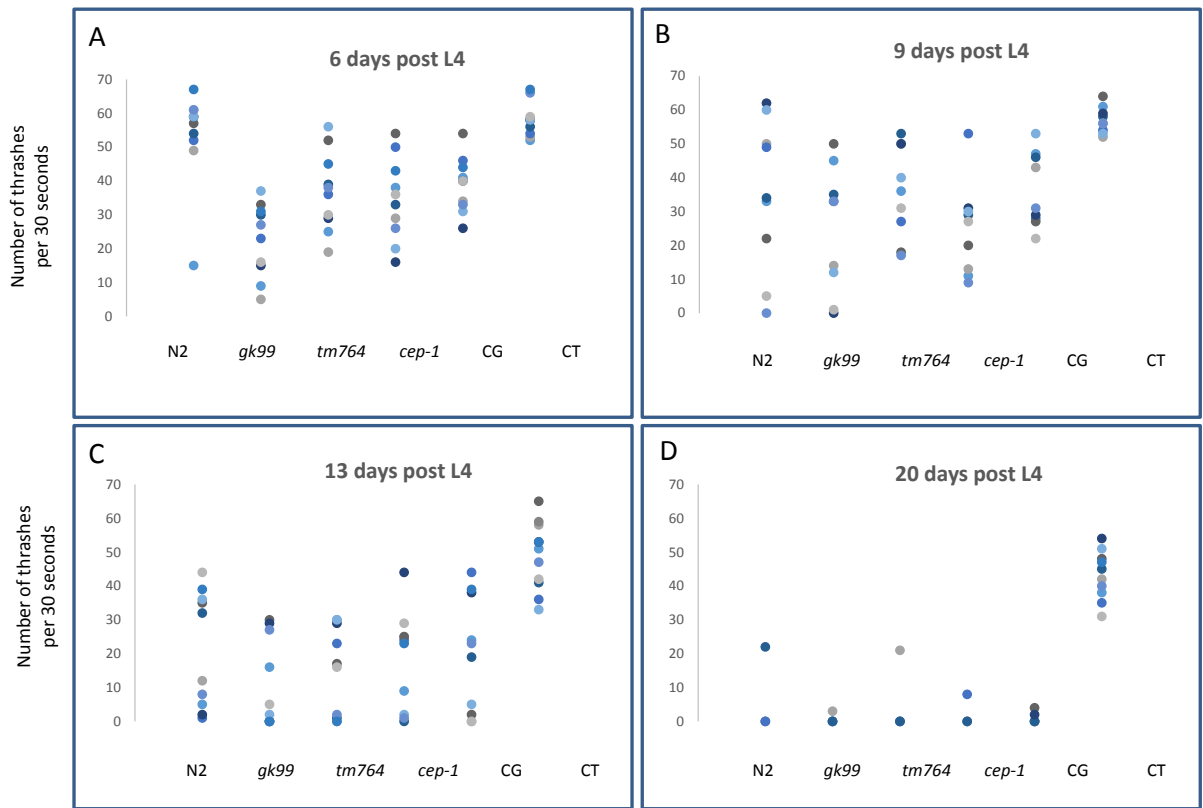 A
6 days post L4
Number of thrashes
per 30 seconds
70
60
50
40
30
20
10
0
N2 gk99 tm764 cep-1 CG CT
B
9 days post L4
70
60
50
40
30
20
10
0
N2 gk99 tm764 cep-1 CG CT
C
13 days post L4
Number of thrashes
per 30 seconds
70
60
50
40
30
20
10
0
N2 gk99 tm764 cep-1 CG CT
D
20 days post L4
70
60
50
40
30
20
10
0
N2 gk99 tm764 cep-1 CG CT